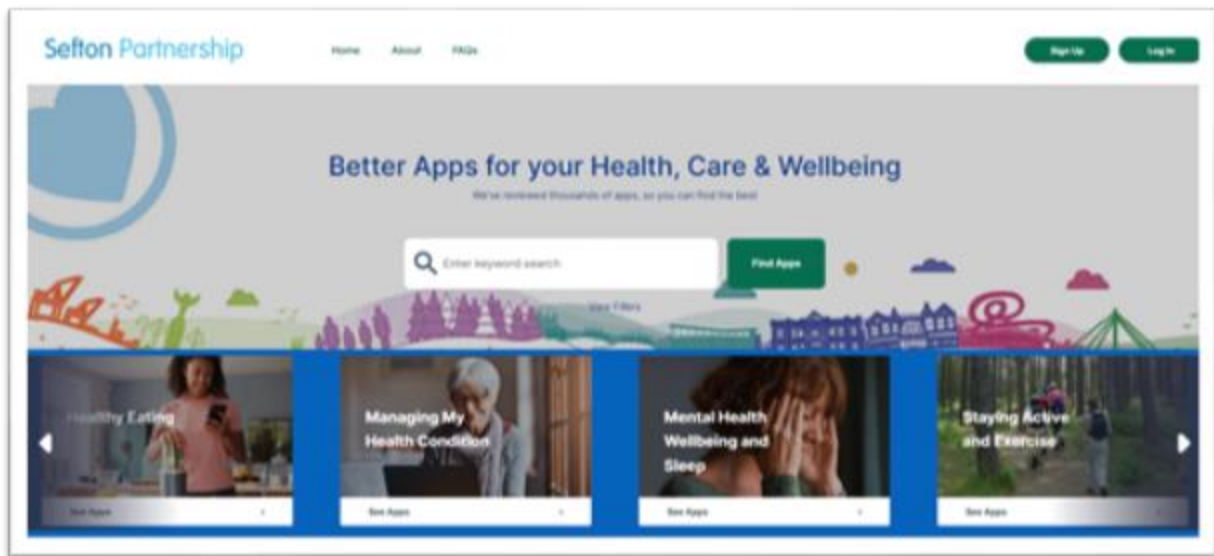 Sefton Partnership
Home About FAQs
Sign Up Log In
Better Apps for your Health, Care & Wellbeing
We've reviewed thousands of apps, so you can find the best
Enter keyword search
Find Apps
View Filters
Healthy Eating
Managing My
Health Condition
Mental Health
Wellbeing and
Sleep
Staying Active
and Exercise
See Apps
See Apps
See Apps
See Apps